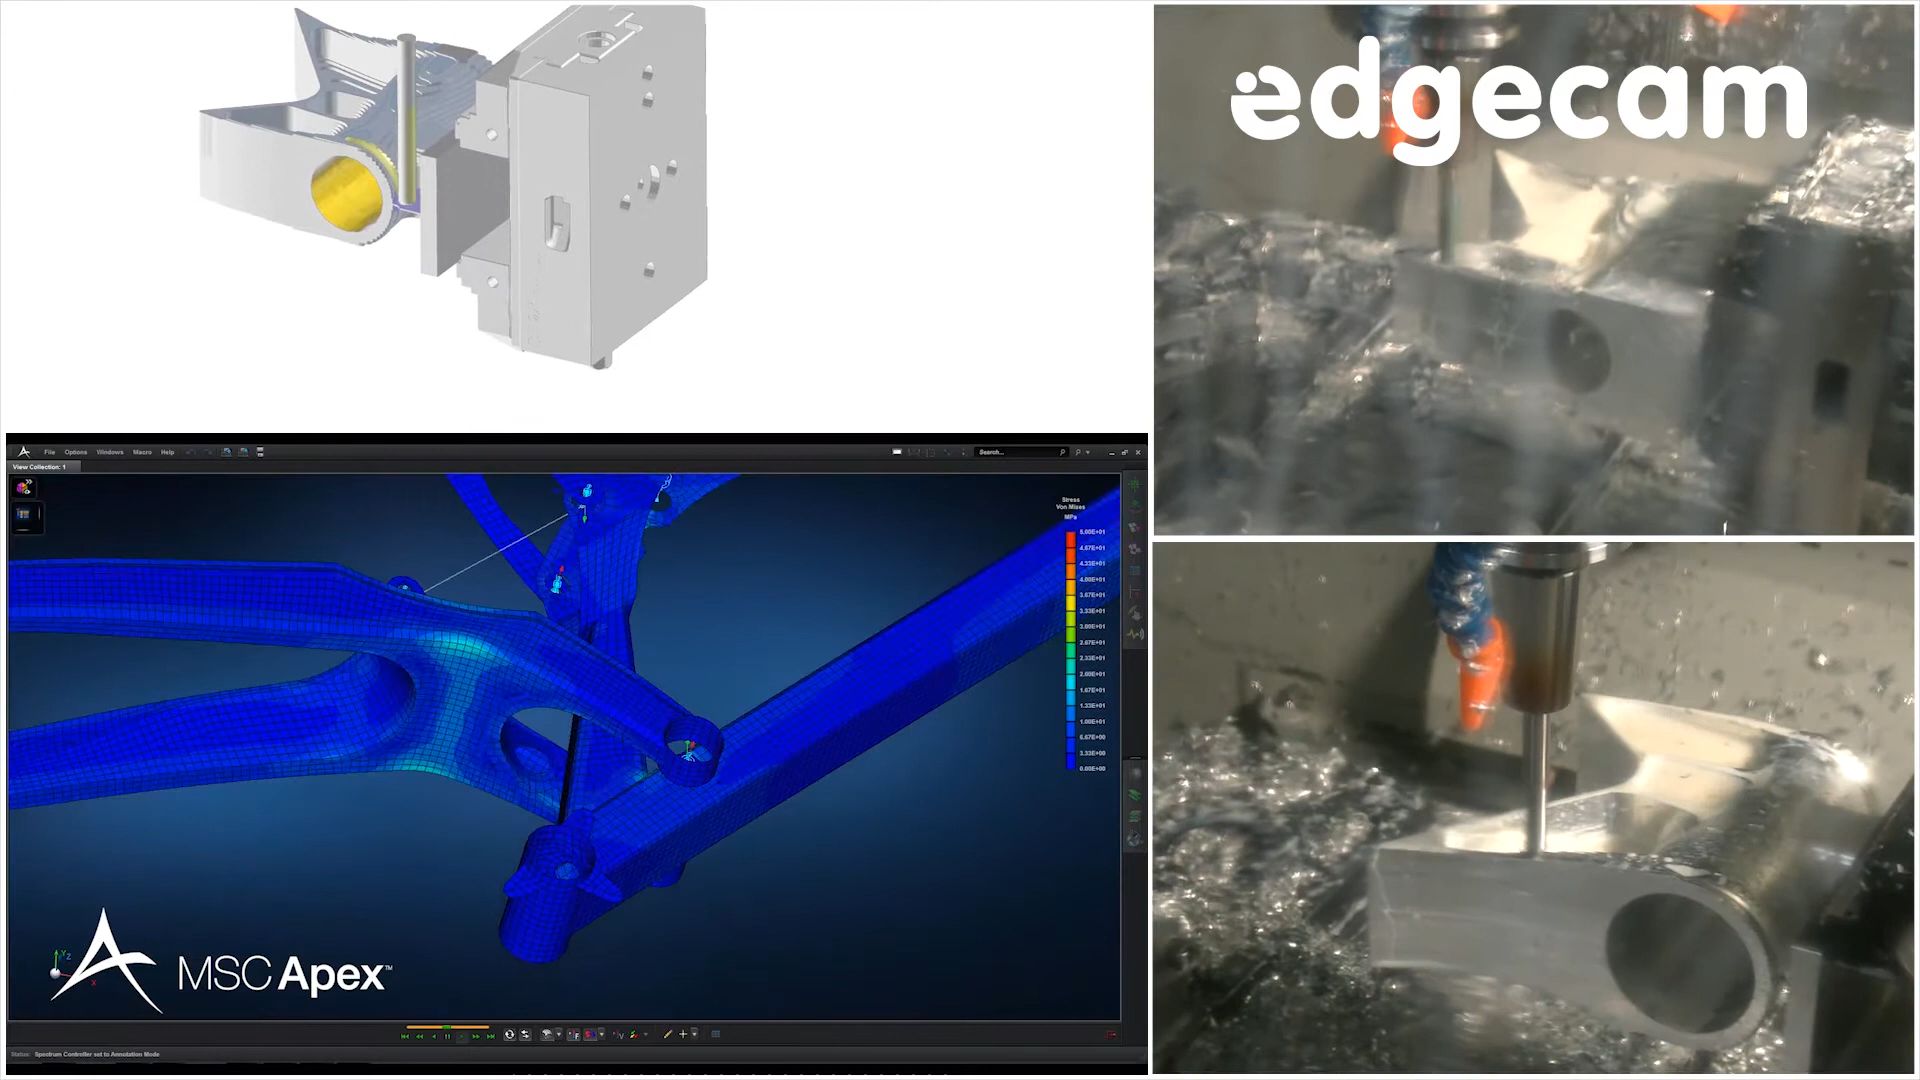 edgecam
File Options Windows Macro Help
Search...
View Collection: 1
Stress
Von Mises
MPa
5.00E+01
4.67E+01
4.33E+01
4.00E+01
3.67E+01
3.33E+01
3.00E+01
2.67E+01
2.33E+01
2.00E+01
1.67E+01
1.33E+01
1.00E+01
6.67E+00
3.33E+00
0.00E+00
MSC Apex™
Status: Spectrum Controller set to Annotation Mode